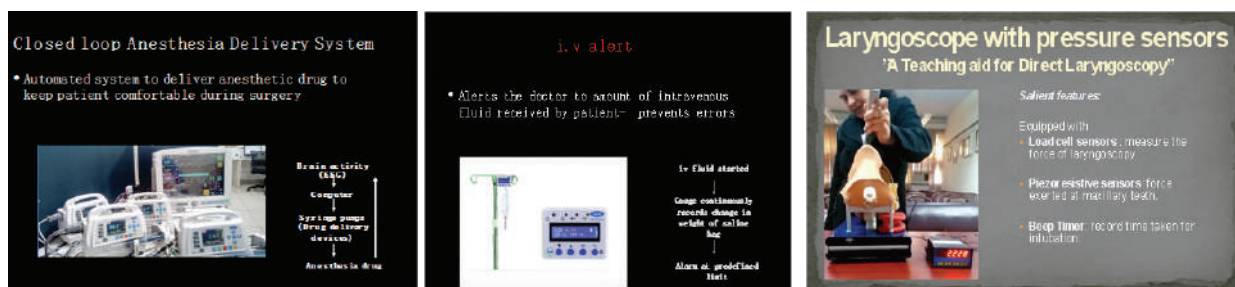 Closed loop Anesthesia Delivery System
• Automated system to deliver anesthetic drug to
keep patient comfortable during surgery
Brain activity
(EEG)
Computer
Syringe pumps
(Drug delivery
devices)
Anesthesia drug
i.v alert
• Alerts the doctor to amount of intravenous
fluid received by patient- prevents errors
iv fluid started
Gauge continuously
records change in
weight of saline
bag
Alarm at predefined
limit
Laryngoscope with pressure sensors
"A Teaching aid for Direct Laryngoscopy"
Salient features:
Equipped with
• Load cell sensors : measure the
force of laryngoscopy
• Piezoresistive sensors: force
exerted at maxillary teeth.
• Beep Timer: record time taken for
intubation.